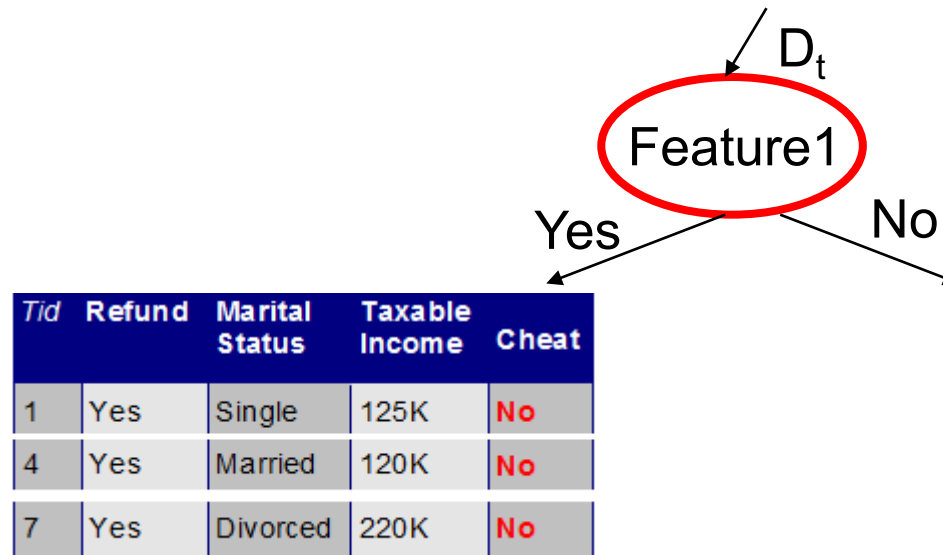 Dt
Feature1
Yes
No
Tid Refund Marital Status Taxable Income Cheat
1 Yes Single 125K No
4 Yes Married 120K No
7 Yes Divorced 220K No